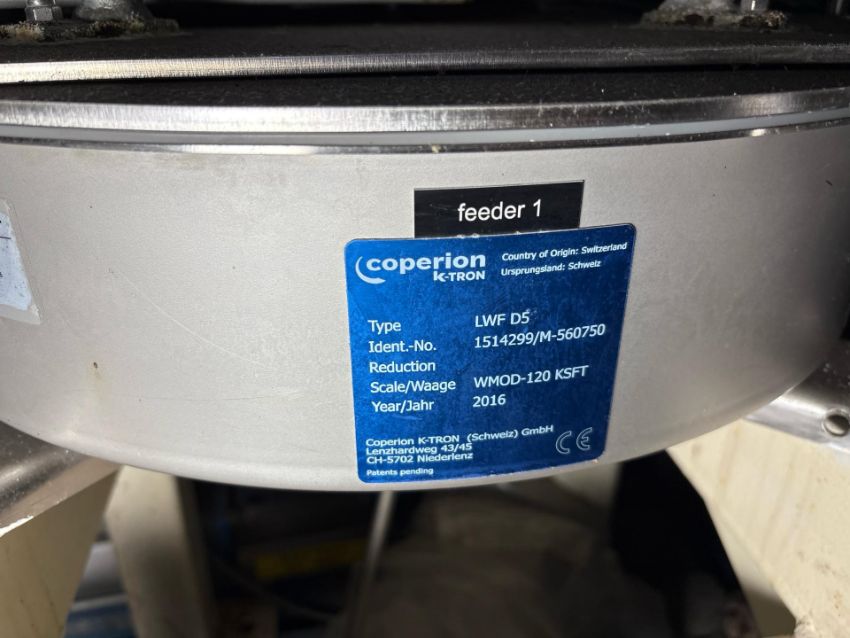 feeder 1
coperion
K-TRON
Country of Origin: Switzerland
Ursprungsland: Schweiz
Type LWF D5
Ident.-No. 1514299/M-560750
Reduction
Scale/Waage WMOD-120 KSFT
Year/Jahr 2016
Coperion K-TRON (Schweiz) GmbH
Lenzhardweg 43/45
CH-5702 Niederlenz
Patents pending
CE